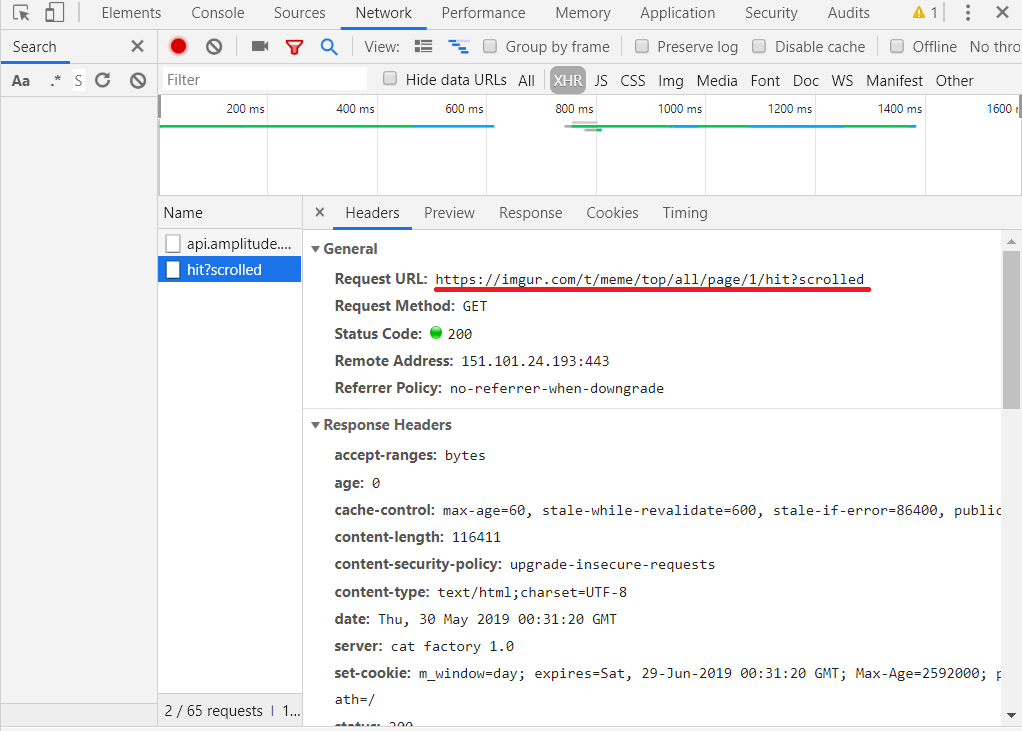 Elements Console Sources Network Performance Memory Application Security Audits 1
Search View: Group by frame Preserve log Disable cache Offline No thro
Aa .* S Filter Hide data URLs All XHR JS CSS Img Media Font Doc WS Manifest Other
200 ms 400 ms 600 ms 800 ms 1000 ms 1200 ms 1400 ms 1600 
Name Headers Preview Response Cookies Timing
api.amplitude....
hit?scrolled
General
Request URL: https://imgur.com/t/meme/top/all/page/1/hit?scrolled
Request Method: GET
Status Code: 200
Remote Address: 151.101.24.193:443
Referrer Policy: no-referrer-when-downgrade
Response Headers
accept-ranges: bytes
age: 0
cache-control: max-age=60, stale-while-revalidate=600, stale-if-error=86400, public
content-length: 116411
content-security-policy: upgrade-insecure-requests
content-type: text/html;charset=UTF-8
date: Thu, 30 May 2019 00:31:20 GMT
server: cat factory 1.0
set-cookie: m_window=day; expires=Sat, 29-Jun-2019 00:31:20 GMT; Max-Age=2592000; p
ath=/
status: 200
2 / 65 requests | 1...